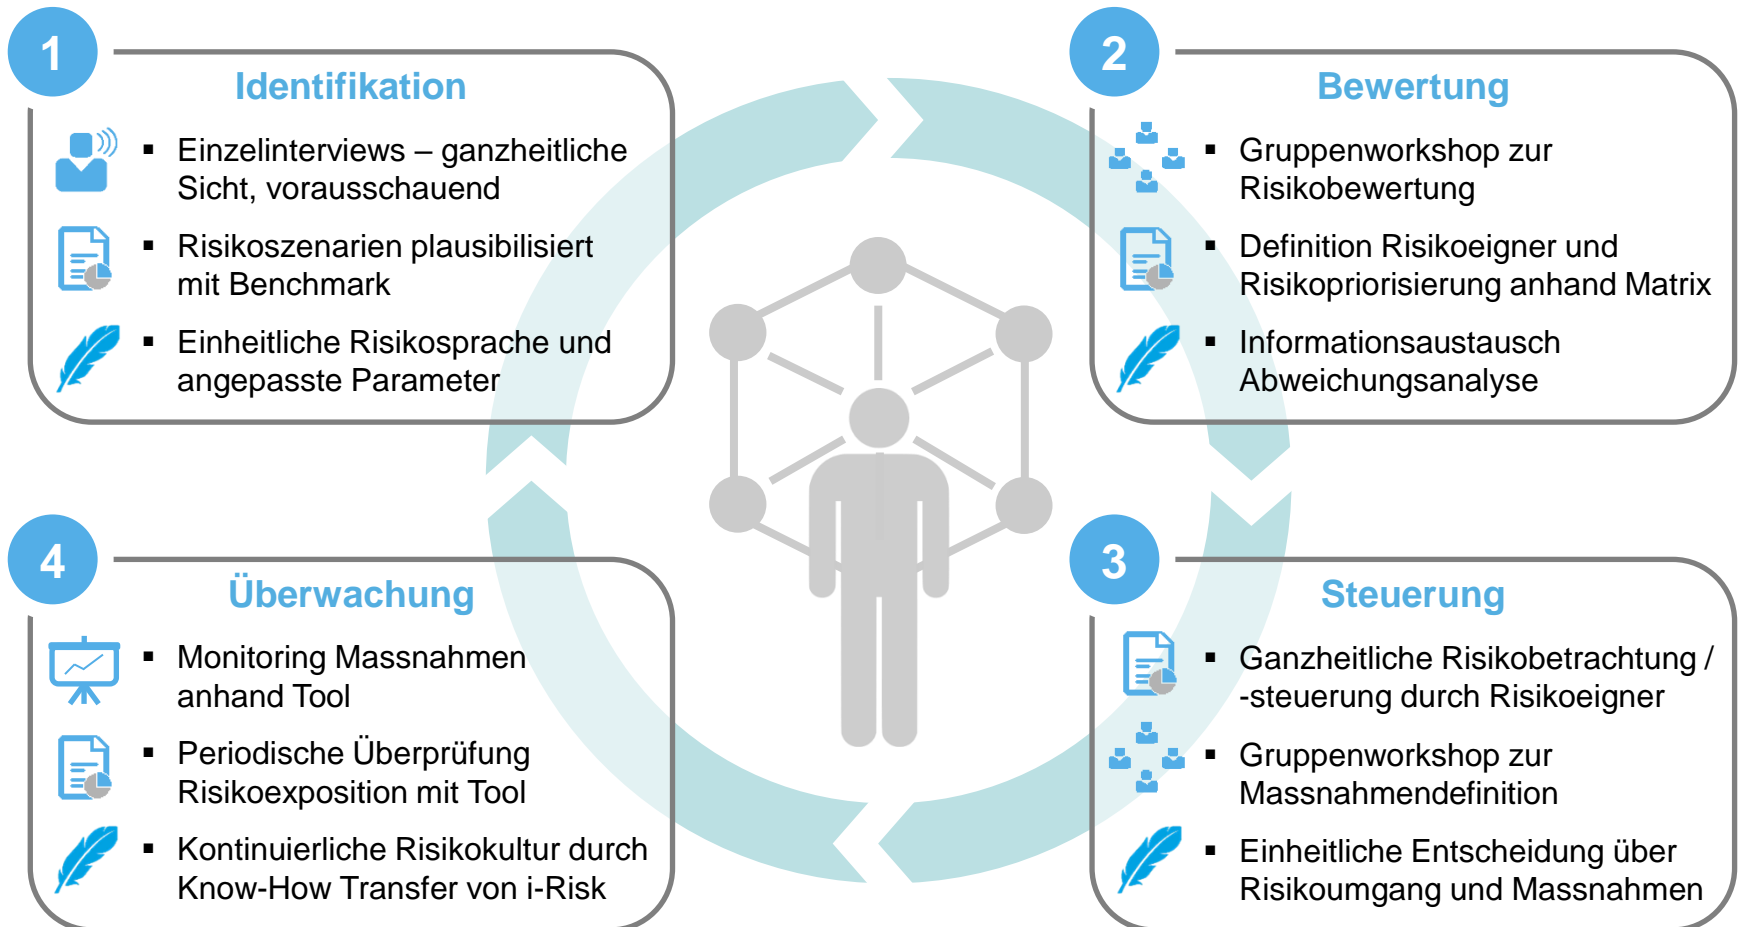 1
Identifikation
▪ Einzelinterviews – ganzheitliche
Sicht, vorausschauend
▪ Risikoszenarien plausibilisiert
mit Benchmark
▪ Einheitliche Risikosprache und
angepasste Parameter
2
Bewertung
▪ Gruppenworkshop zur
Risikobewertung
▪ Definition Risikoeigner und
Risikopriorisierung anhand Matrix
▪ Informationsaustausch
Abweichungsanalyse
3
Steuerung
▪ Ganzheitliche Risikobetrachtung /
-steuerung durch Risikoeigner
▪ Gruppenworkshop zur
Massnahmendefinition
▪ Einheitliche Entscheidung über
Risikoumgang und Massnahmen
4
Überwachung
▪ Monitoring Massnahmen
anhand Tool
▪ Periodische Überprüfung
Risikoexposition mit Tool
▪ Kontinuierliche Risikokultur durch
Know-How Transfer von i-Risk